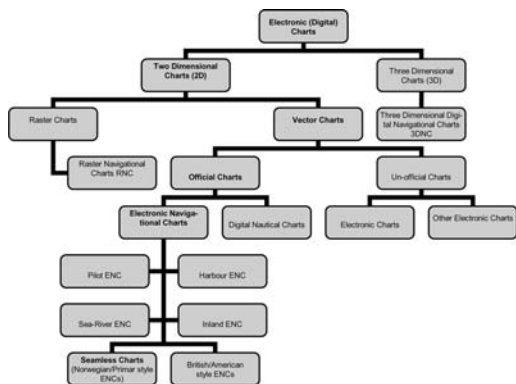 Electronic (Digital)
Charts
Two Dimensional
Charts (2D)
Three Dimensional
Charts (3D)
Raster Charts
Vector Charts
Three Dimensional Digi-
tal Navigational Charts
3DNC
Raster Navigational
Charts RNC
Official Charts
Un-official Charts
Electronic Naviga-
tional Charts
Digital Nautical Charts
Electronic Charts
Other Electronic Charts
Pilot ENC
Harbour ENC
Sea-River ENC
Inland ENC
Seamless Charts
(Norwegian/Primar style
ENCs)
British/American
style ENCs